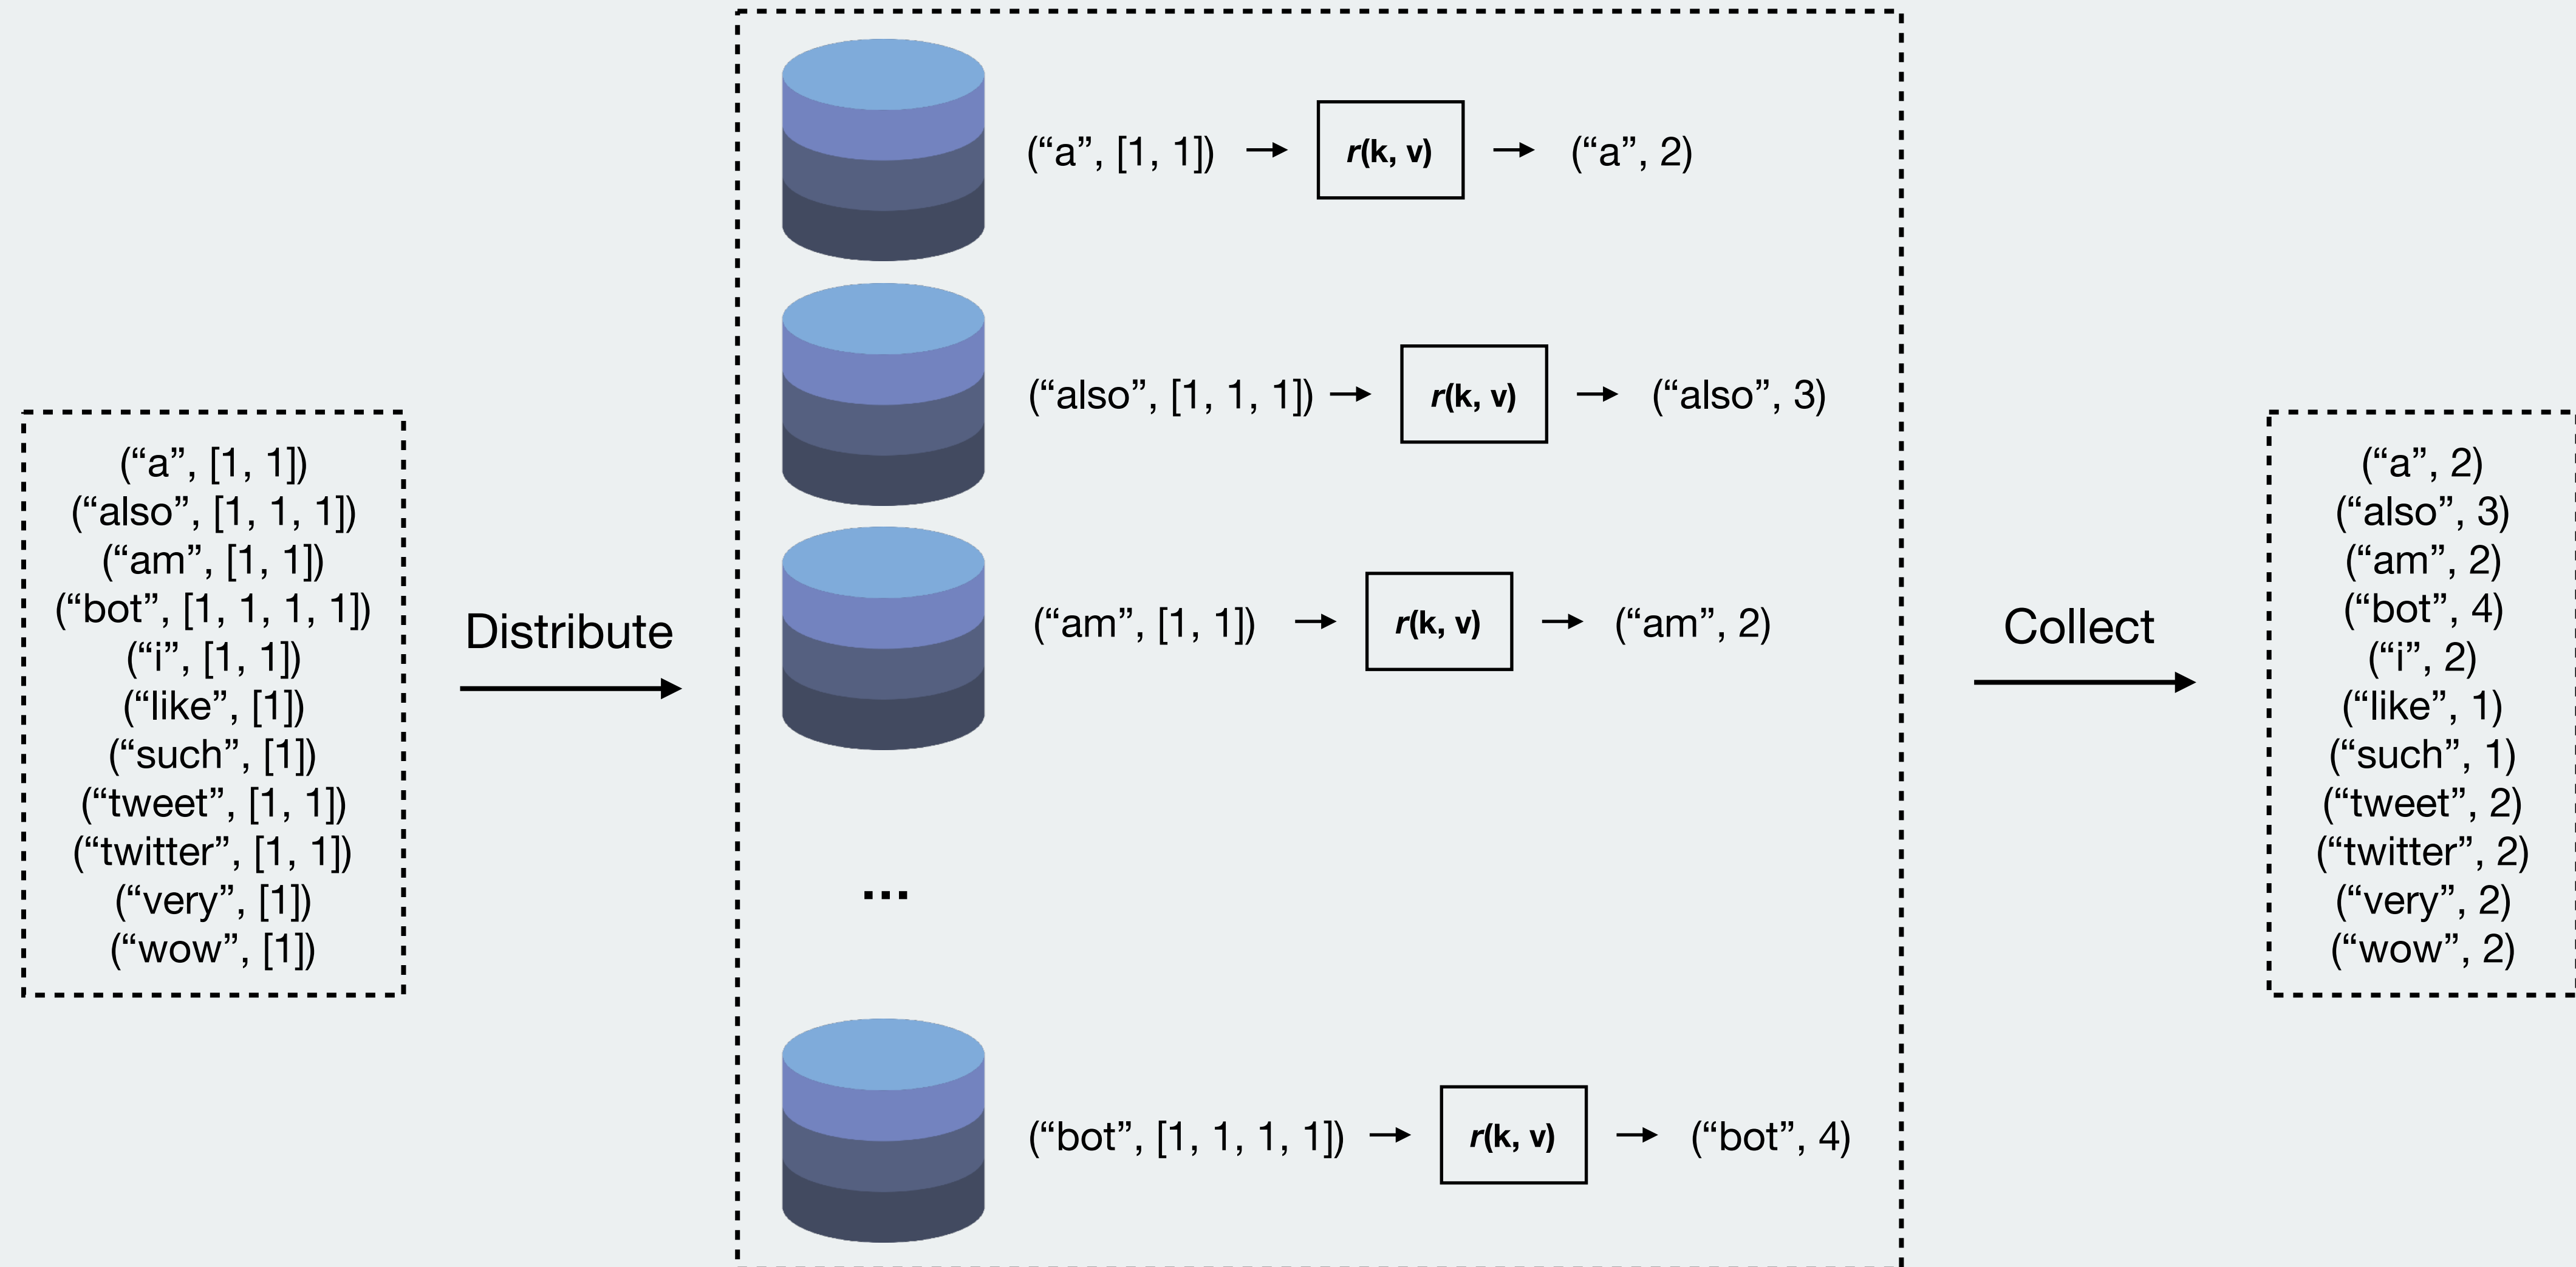 (“a”, [1, 1])
(“also”, [1, 1, 1])
(“am”, [1, 1])
(“bot”, [1, 1, 1, 1])
(“i”, [1, 1])
(“like”, [1])
(“such”, [1])
(“tweet”, [1, 1])
(“twitter”, [1, 1])
(“very”, [1])
(“wow”, [1])
Distribute
(“a”, [1, 1]) → r(k, v) → (“a”, 2)
(“also”, [1, 1, 1]) → r(k, v) → (“also”, 3)
(“am”, [1, 1]) → r(k, v) → (“am”, 2)
...
(“bot”, [1, 1, 1, 1]) → r(k, v) → (“bot”, 4)
Collect
(“a”, 2)
(“also”, 3)
(“am”, 2)
(“bot”, 4)
(“i”, 2)
(“like”, 1)
(“such”, 1)
(“tweet”, 2)
(“twitter”, 2)
(“very”, 2)
(“wow”, 2)